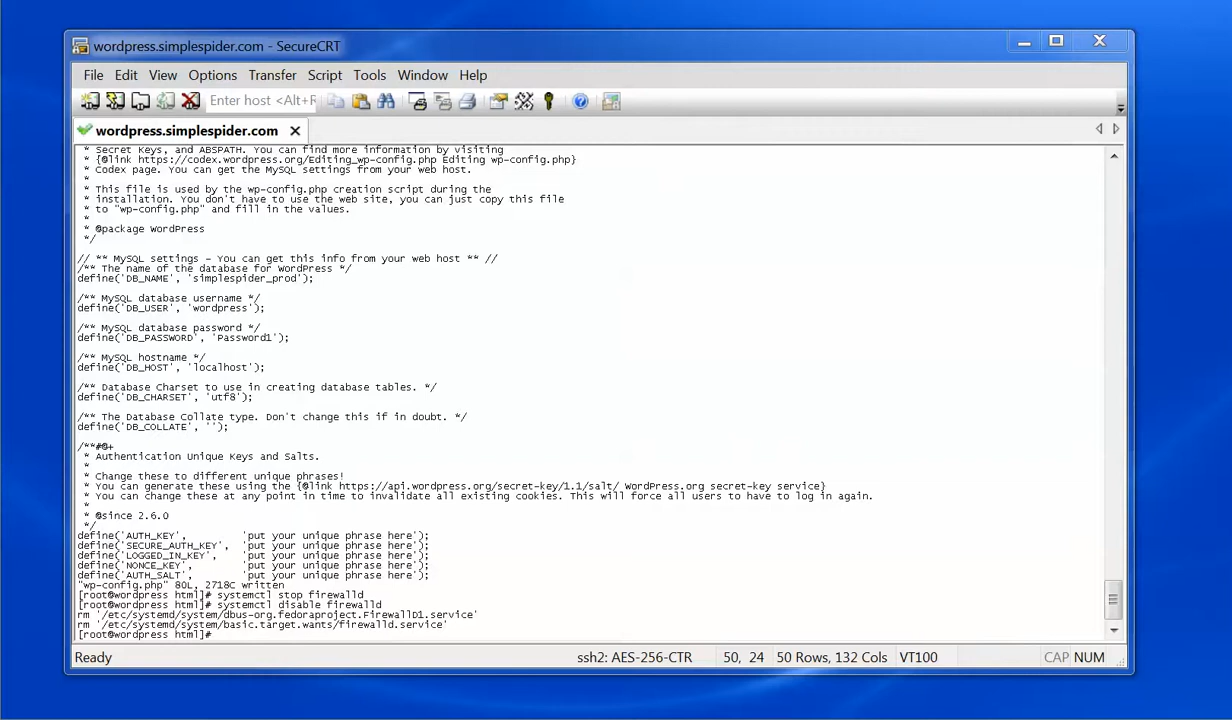 wordpress.simplespider.com - SecureCRT
File Edit View Options Transfer Script Tools Window Help
Enter host <Alt+R
wordpress.simplespider.com
* Secret Keys, and ABSPATH. You can find more information by visiting
* {@link https://codex.wordpress.org/Editing_wp-config.php Editing wp-config.php}
* Codex page. You can get the MySQL settings from your web host.
*
* This file is used by the wp-config.php creation script during the
* installation. You don't have to use the web site, you can just copy this file
* to "wp-config.php" and fill in the values.
*
* @package WordPress
*/
// ** MySQL settings - You can get this info from your web host ** //
/** The name of the database for WordPress */
define('DB_NAME', 'simplespider_prod');
/** MySQL database username */
define('DB_USER', 'wordpress');
/** MySQL database password */
define('DB_PASSWORD', 'Password1');
/** MySQL hostname */
define('DB_HOST', 'localhost');
/** Database Charset to use in creating database tables. */
define('DB_CHARSET', 'utf8');
/** The Database Collate type. Don't change this if in doubt. */
define('DB_COLLATE', '');
/**#@+
* Authentication Unique Keys and Salts.
*
* Change these to different unique phrases!
* You can generate these using the {@link https://api.wordpress.org/secret-key/1.1/salt/ WordPress.org secret-key service}
* You can change these at any point in time to invalidate all existing cookies. This will force all users to have to log in again.
*
* @since 2.6.0
*/
define('AUTH_KEY',         'put your unique phrase here');
define('SECURE_AUTH_KEY',  'put your unique phrase here');
define('LOGGED_IN_KEY',    'put your unique phrase here');
define('NONCE_KEY',        'put your unique phrase here');
define('AUTH_SALT',        'put your unique phrase here');
"wp-config.php" 80L, 2718C written
[root@wordpress html]# systemctl stop firewalld
[root@wordpress html]# systemctl disable firewalld
rm '/etc/systemd/system/dbus-org.fedoraproject.FirewallD1.service'
rm '/etc/systemd/system/basic.target.wants/firewalld.service'
[root@wordpress html]#
Ready ssh2: AES-256-CTR 50, 24 50 Rows, 132 Cols VT100 CAP NUM